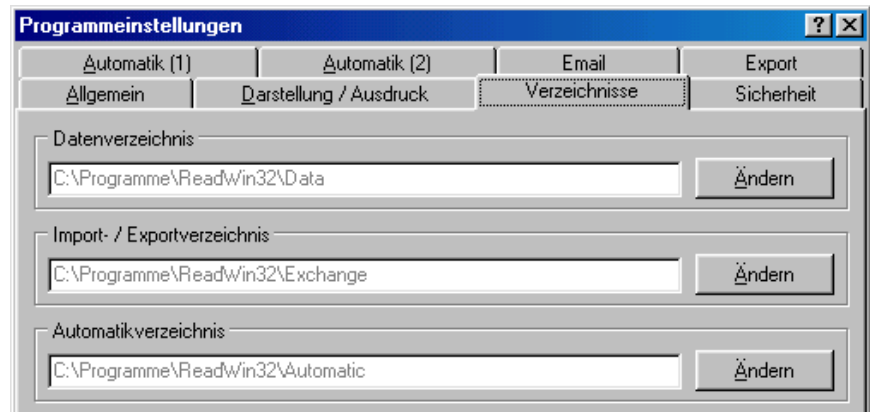 Programmeinstellungen
Automatik (1) Automatik (2) Email Export
Allgemein Darstellung / Ausdruck Verzeichnisse Sicherheit
Datenverzeichnis
C:\Programme\ReadWin32\Data Ändern
Import- / Exportverzeichnis
C:\Programme\ReadWin32\Exchange Ändern
Automatikverzeichnis
C:\Programme\ReadWin32\Automatic Ändern